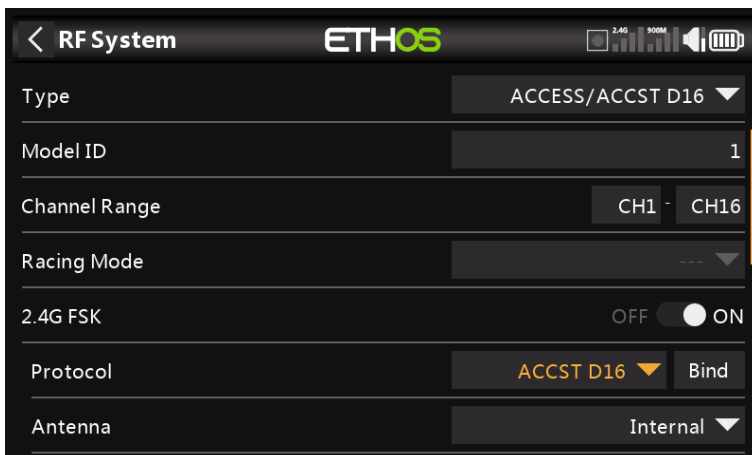 RF System ETHOS 2.4G 900M
Type ACCESS/ACCST D16
Model ID 1
Channel Range CH1 - CH16
Racing Mode ---
2.4G FSK OFF ON
Protocol ACCST D16 Bind
Antenna Internal